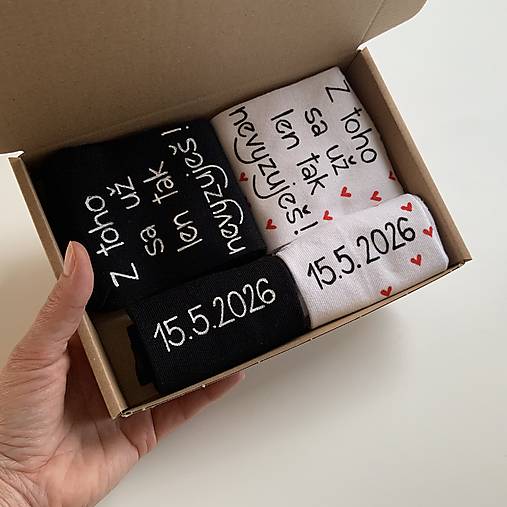 Z toho
sa už
len tak
nevyzuješ!
Z toho
sa už
len tak
nevyzuješ!
15.5.2026
15.5.2026